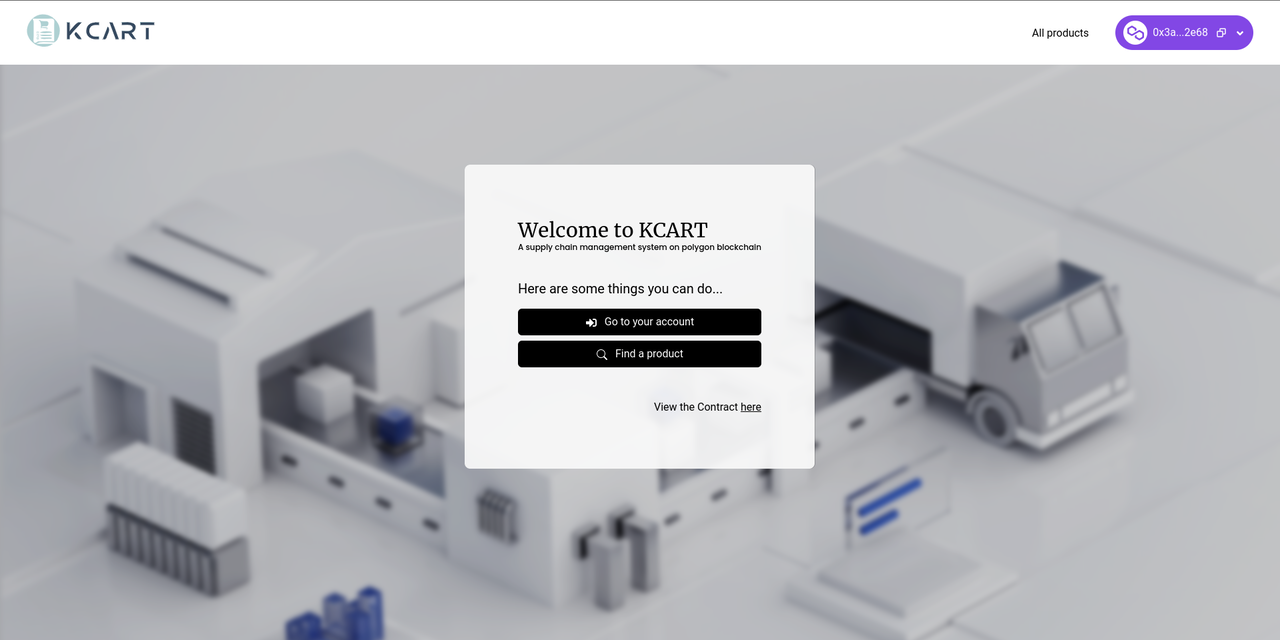 KCART
All products
0x3a...2e68
Welcome to KCART
A supply chain management system on polygon blockchain
Here are some things you can do...
Go to your account
Find a product
View the Contract here